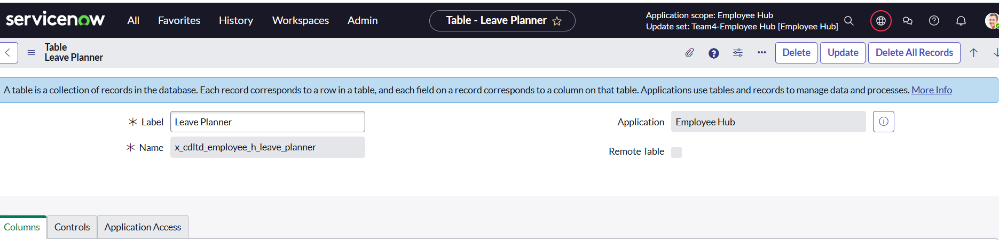 servicenow All Favorites History Workspaces Admin Table - Leave Planner Application scope: Employee Hub
Update set: Team4-Employee Hub [Employee Hub]
Table
Leave Planner
Delete Update Delete All Records
A table is a collection of records in the database. Each record corresponds to a row in a table, and each field on a record corresponds to a column on that table. Applications use tables and records to manage data and processes. More Info
Label Leave Planner Application Employee Hub
Name x_cdltd_employee_h_leave_planner Remote Table
Columns Controls Application Access